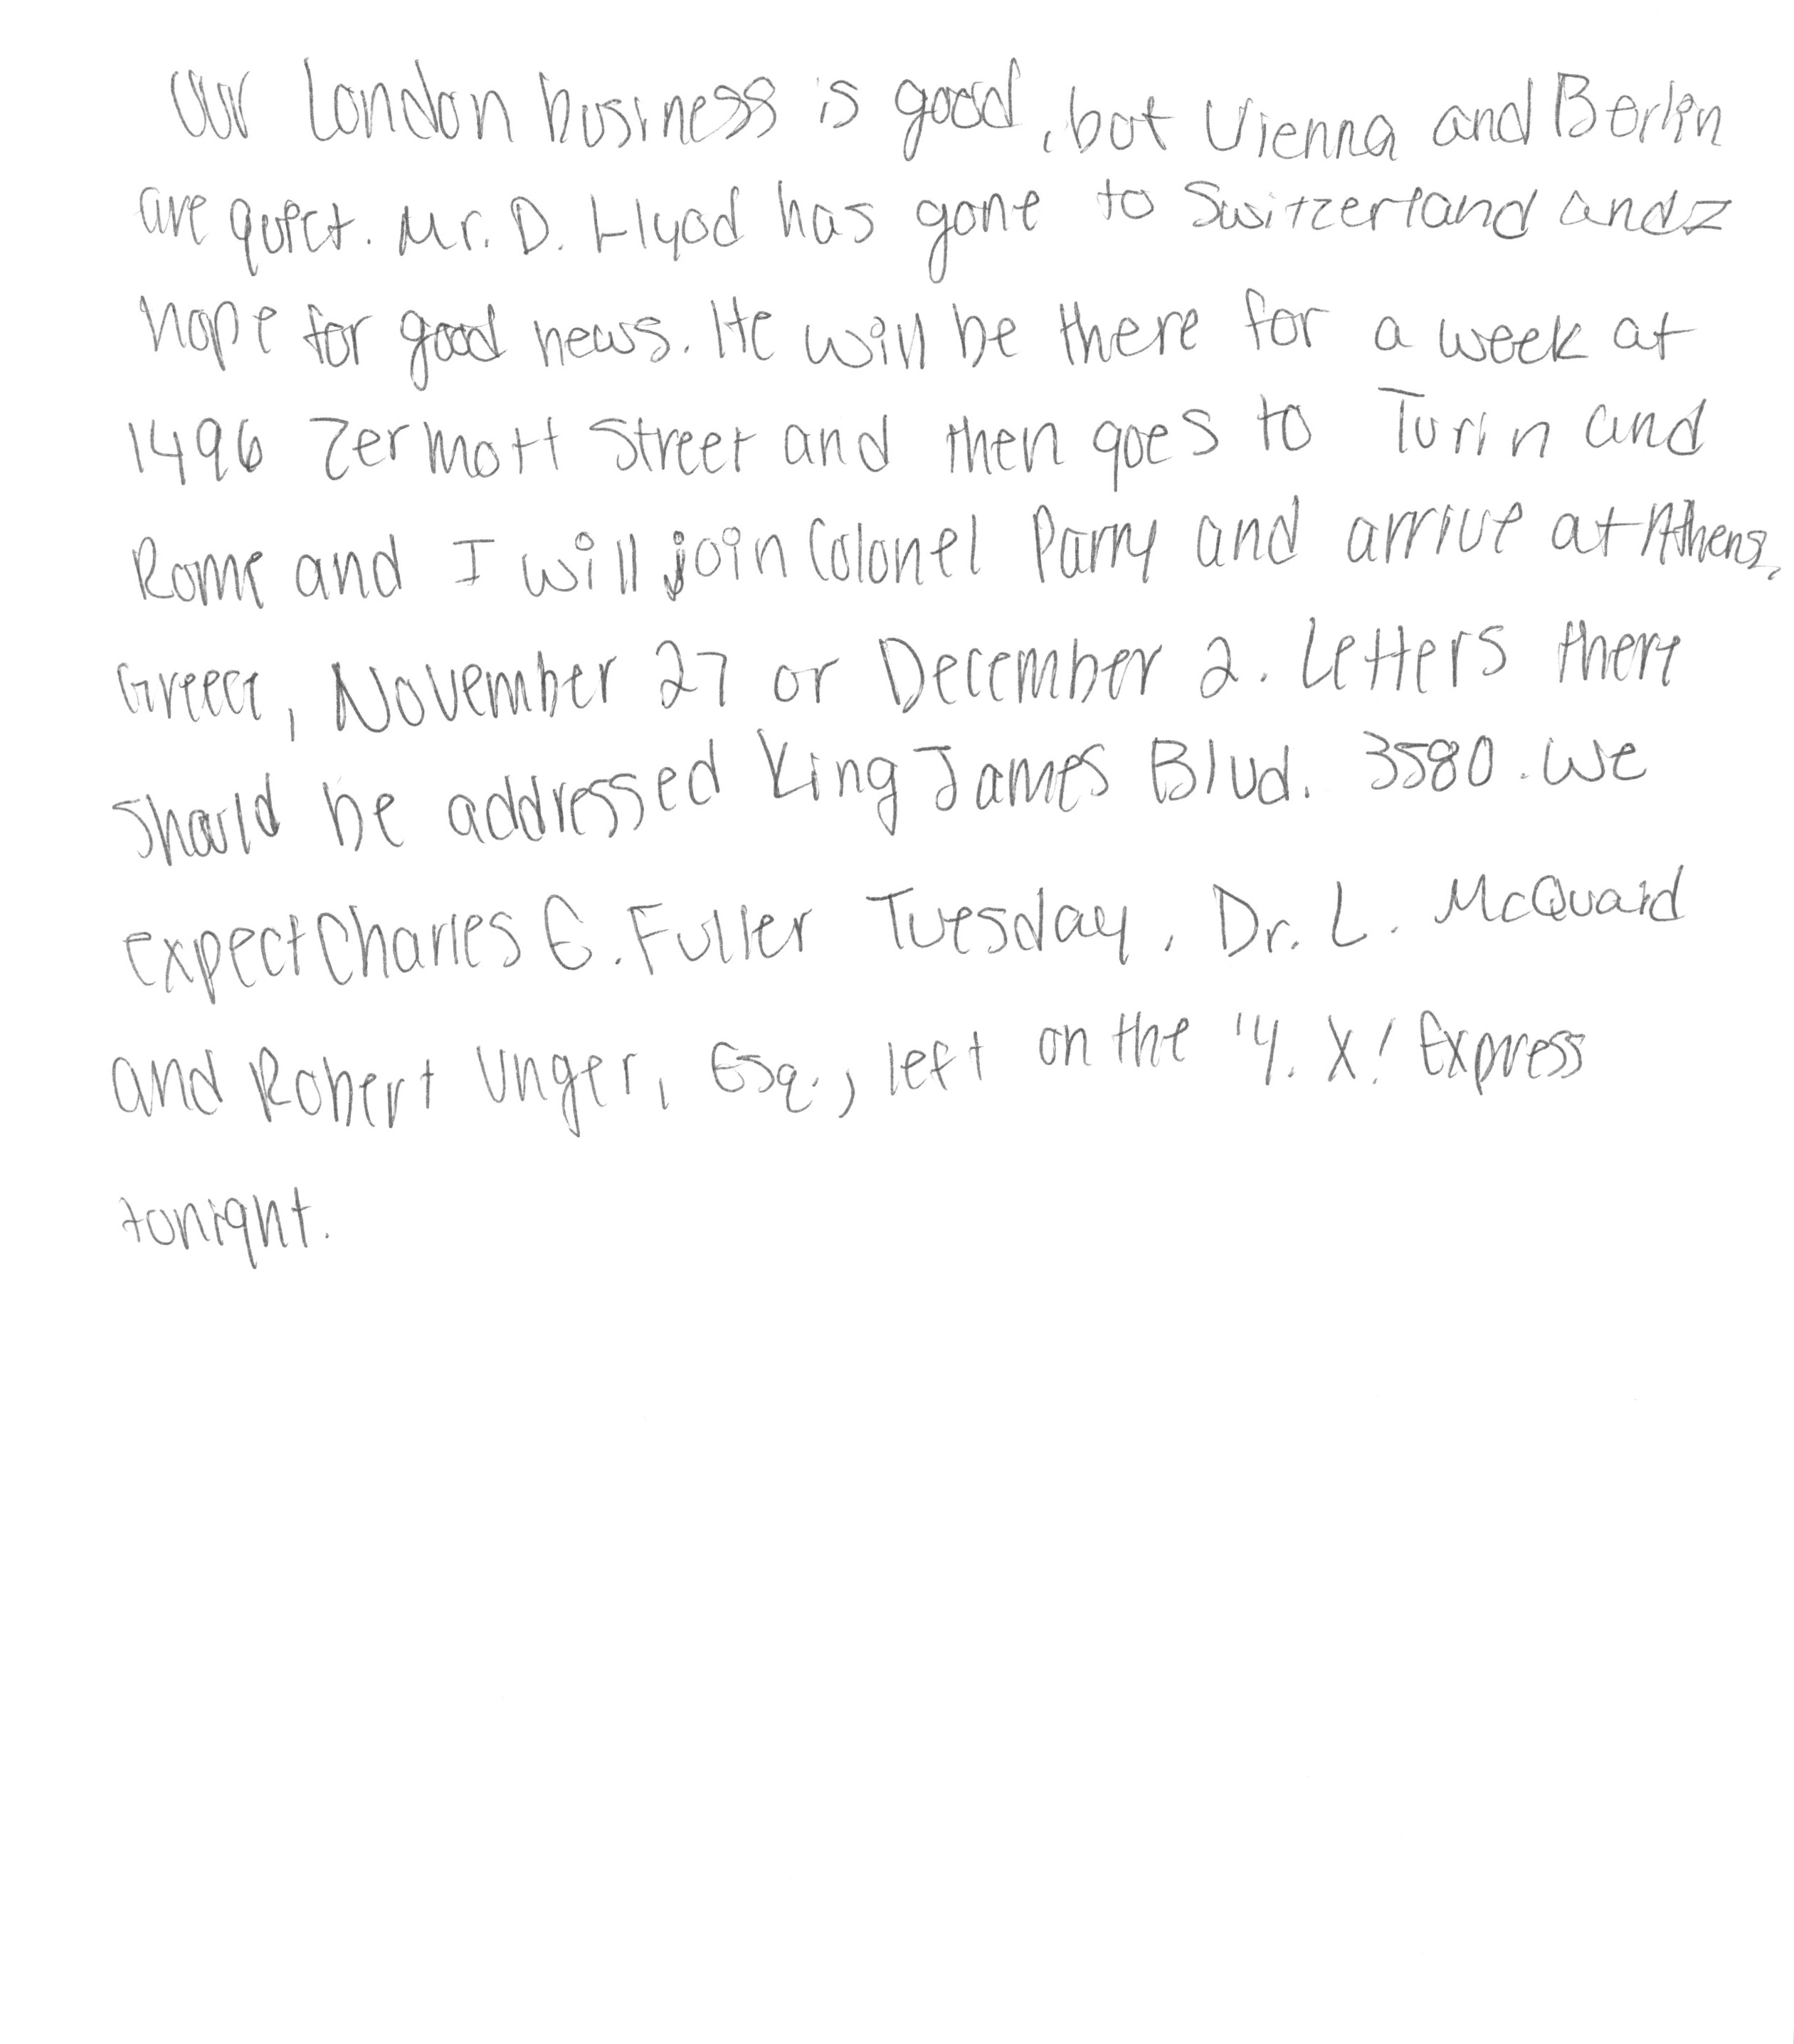 Our London business is good, but Vienna and Berlin
are quiet. Mr. D. Llyod has gone to Switzerland and I
hope for good news. He will be there for a week at
1496 Zermott Street and then goes to Turin and
Rome and I will join Colonel Parry and arrive at Athens,
Greece, November 27 or December 2. Letters there
should be addressed King James Blvd. 3580. We
expect Charles E. Fuller Tuesday. Dr. L. McQuaid
and Robert Unger, Esq., left on the 'Y. X.' Express
tonight.